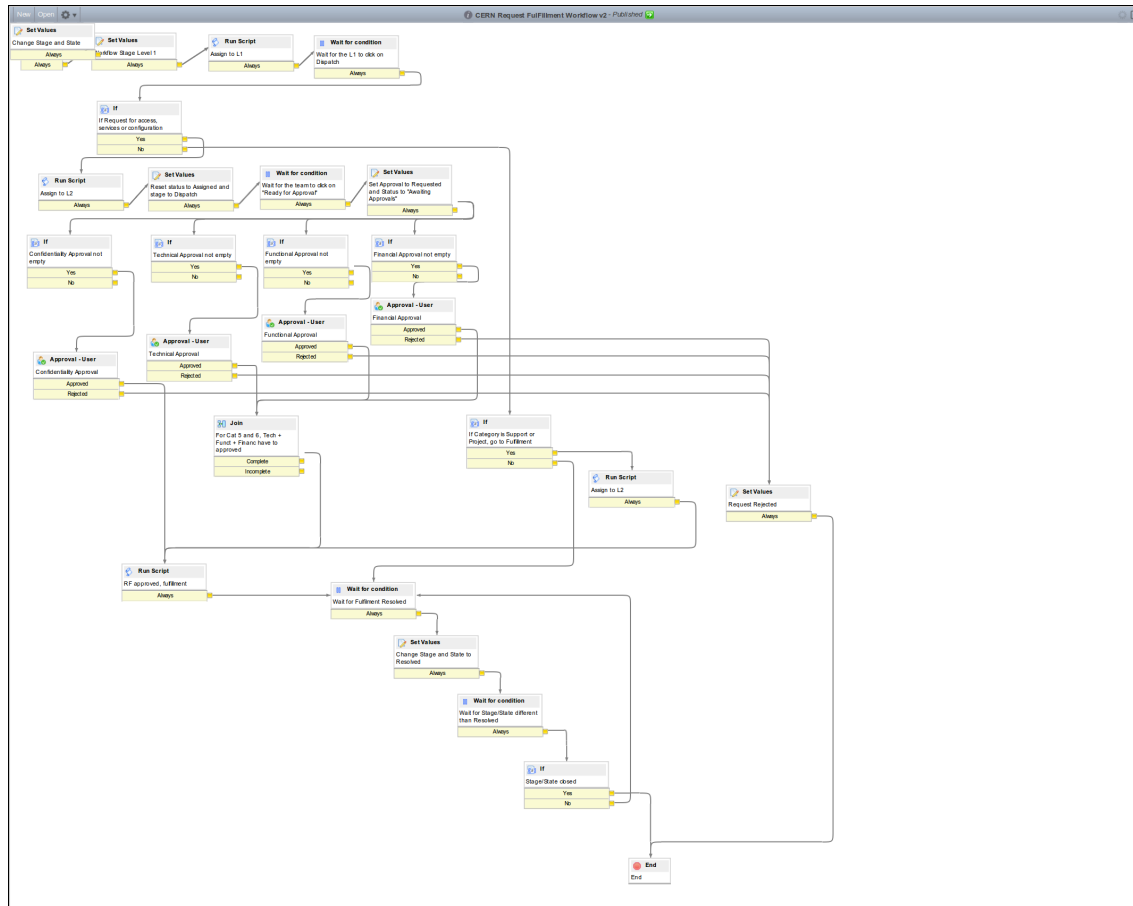 New Open
CERN Request FulFillment Workflow v2 - Published
Set Values
Change Stage and State
Always
Always
Set Values
Workflow Stage Level 1
Always
Run Script
Assign to L1
Always
Wait for condition
Wait for the L1 to click on
Dispatch
Always
If
If Request for access,
services or configuration
Yes
No
Run Script
Assign to L2
Always
Set Values
Reset status to Assigned and
stage to Dispatch
Always
Wait for condition
Wait for the team to click on
"Ready for Approval"
Always
Set Values
Set Approval to Requested
and Status to "Awaiting
Approvals"
Always
If
Confidentiality Approval not
empty
Yes
No
If
Technical Approval not empty
Yes
No
If
Functional Approval not
empty
Yes
No
If
Financial Approval not empty
Yes
No
Approval - User
Financial Approval
Approved
Rejected
Approval - User
Functional Approval
Approved
Rejected
Approval - User
Technical Approval
Approved
Rejected
Approval - User
Confidentiality Approval
Approved
Rejected
Join
For Cat 5 and 6, Tech +
Funct + Financ have to
approved
Complete
Incomplete
If
If Category is Support or
Project, go to Fulfillment
Yes
No
Run Script
Assign to L2
Always
Set Values
Request Rejected
Always
Run Script
RF approved, fulfillment
Always
Wait for condition
Wait for Fulfilment Resolved
Always
Set Values
Change Stage and State to
Resolved
Always
Wait for condition
Wait for Stage/State different
than Resolved
Always
If
Stage/State closed
Yes
No
End
End